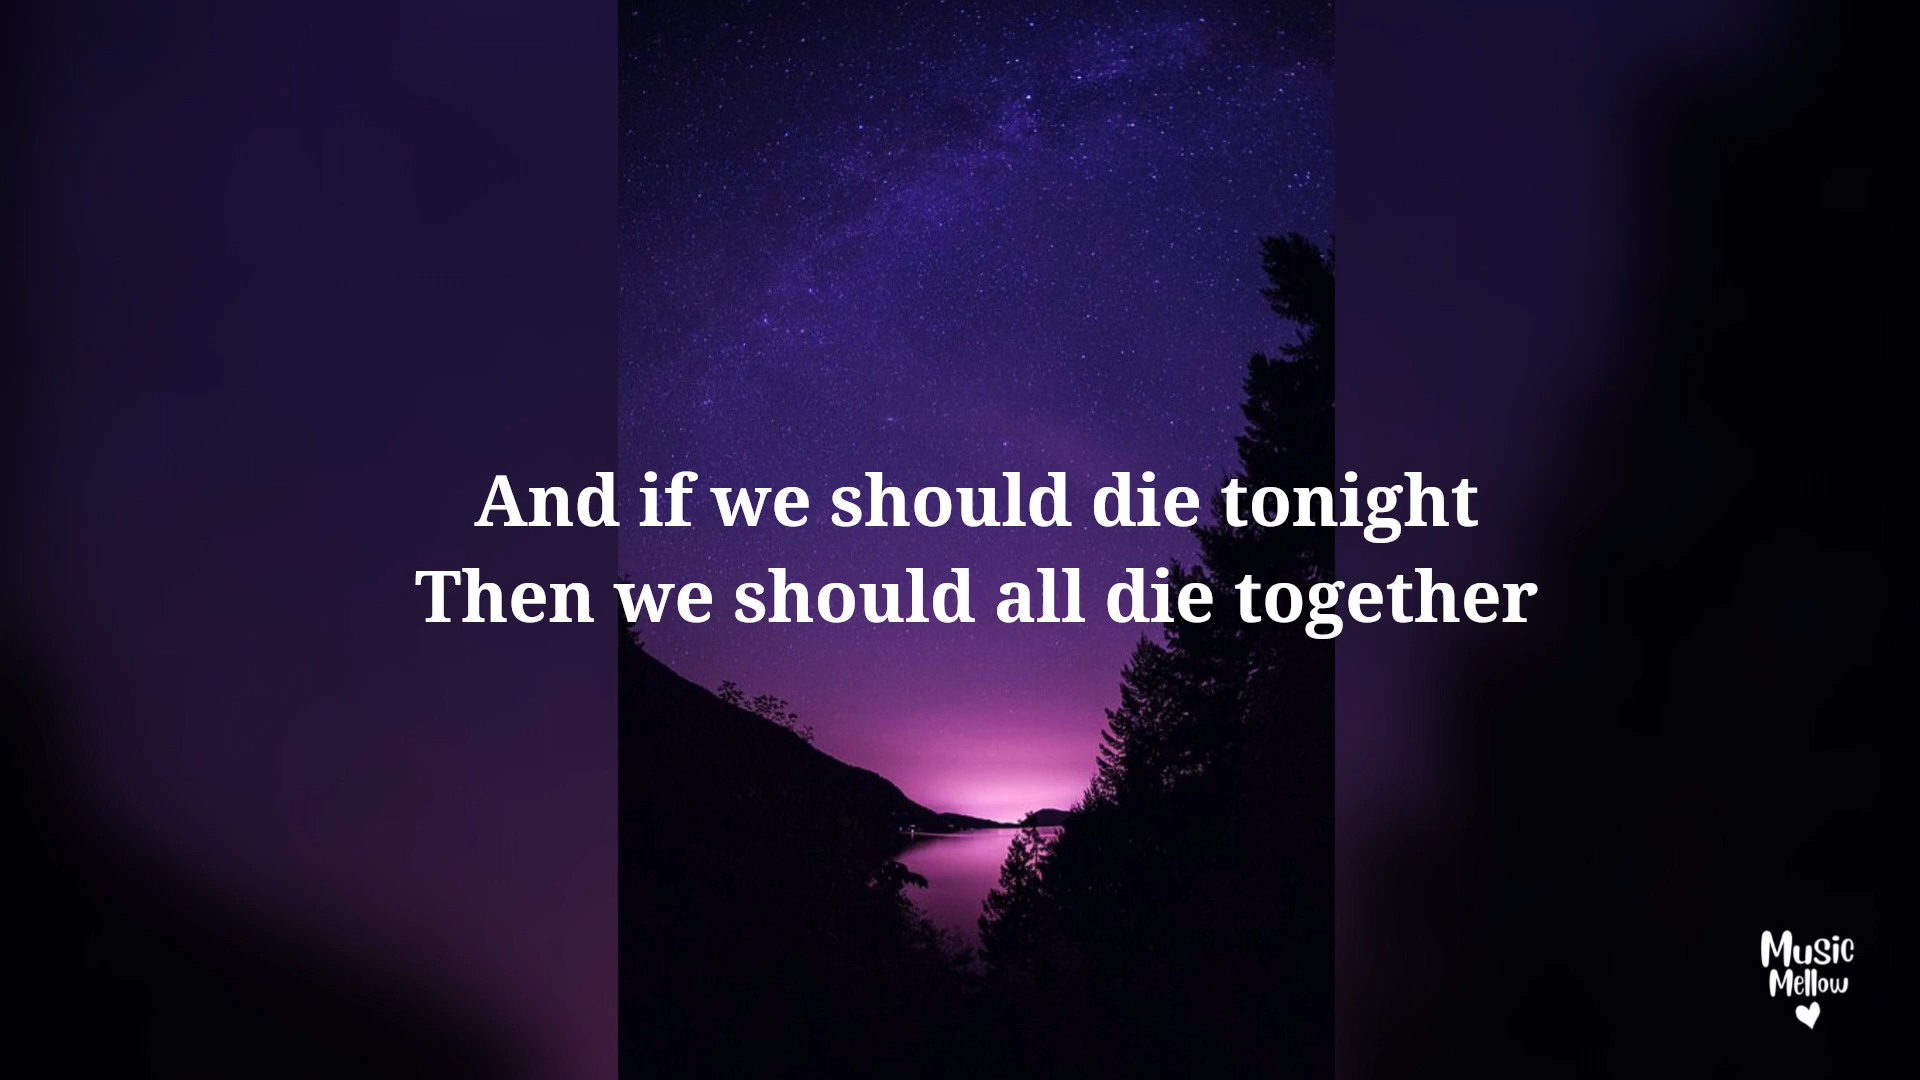 And if we should die tonight
Then we should all die together
Music
Mellow